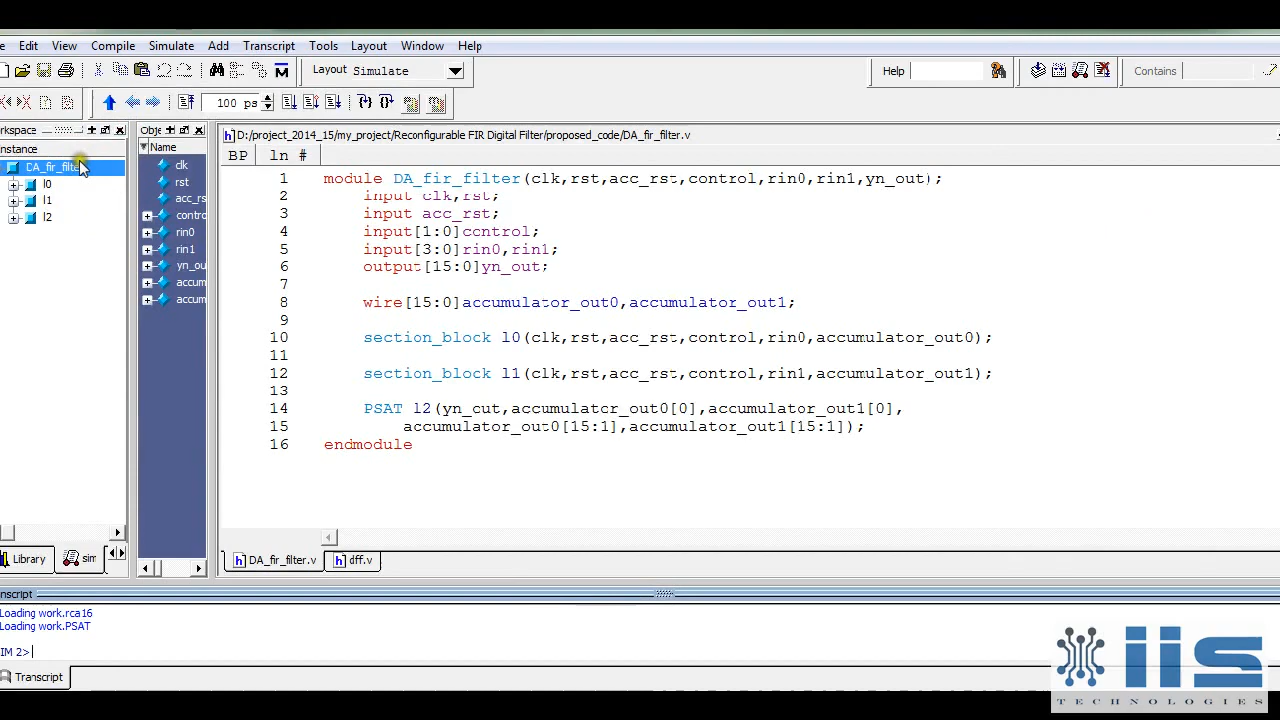 e Edit View Compile Simulate Add Transcript Tools Layout Window Help
Layout Simulate Help Contains
100 ps
rkspace
nstance
DA_fir_filte
l0
l1
l2
Library sim
Obje
Name
clk
rst
acc_rs
contro
rin0
rin1
yn_ou
accum
accum
D:/project_2014_15/my_project/Reconfigurable FIR Digital Filter/proposed_code/DA_fir_filter.v
BP ln #
1 module DA_fir_filter(clk,rst,acc_rst,control,rin0,rin1,yn_out);
2 input clk,rst;
3 input acc_rst;
4 input[1:0]control;
5 input[3:0]rin0,rin1;
6 output[15:0]yn_out;
7
8 wire[15:0]accumulator_out0,accumulator_out1;
9
10 section_block l0(clk,rst,acc_rst,control,rin0,accumulator_out0);
11
12 section_block l1(clk,rst,acc_rst,control,rin1,accumulator_out1);
13
14 PSAT l2(yn_out,accumulator_out0[0],accumulator_out1[0],
15 accumulator_out0[15:1],accumulator_out1[15:1]);
16 endmodule
DA_fir_filter.v dff.v
nscript
Loading work.rca16
Loading work.PSAT
IM 2>
Transcript
iis
TECHNOLOGIES